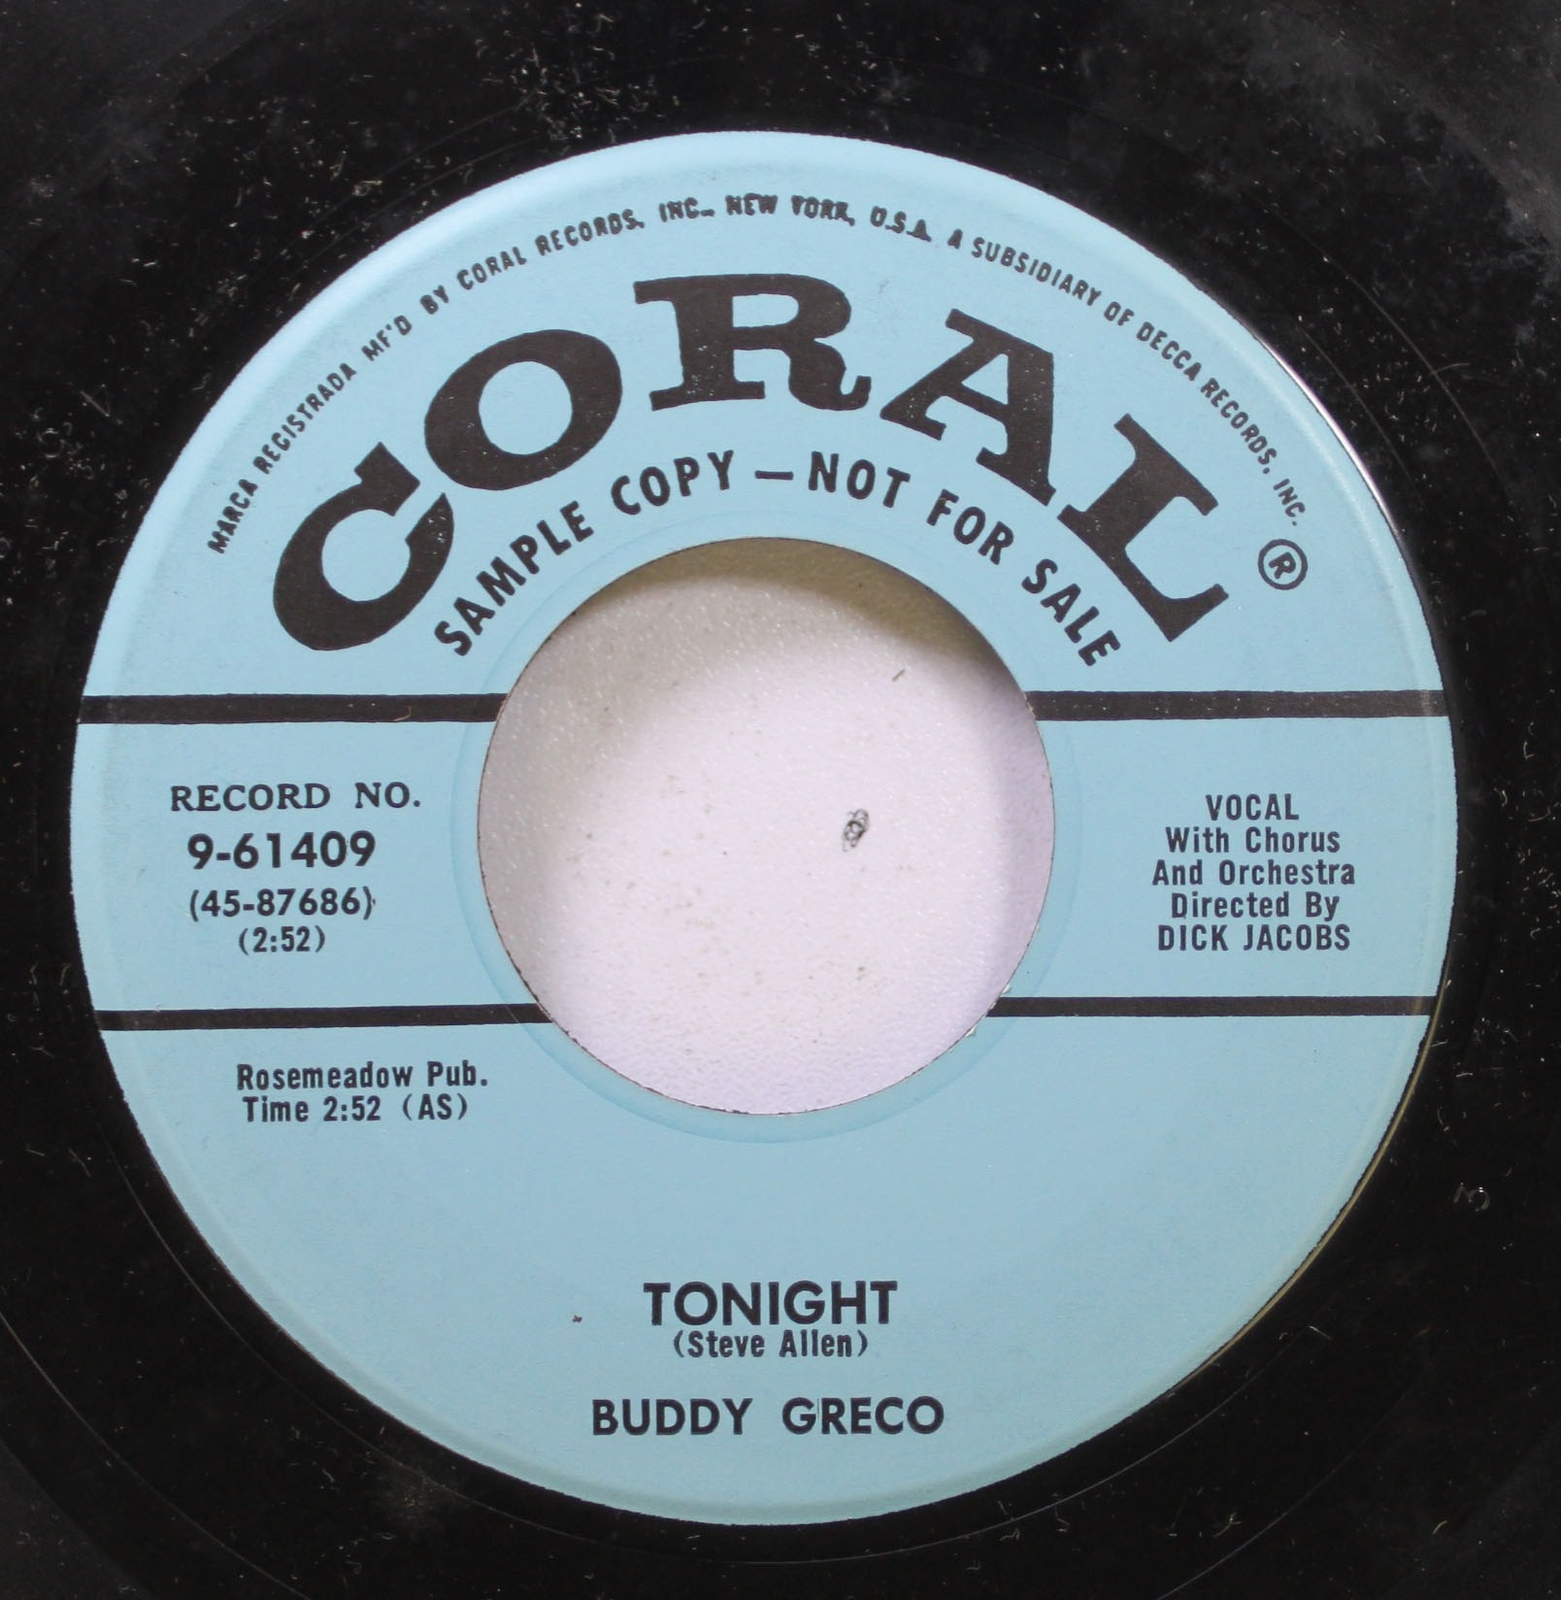 MARCA REGISTRADA MF'D BY CORAL RECORDS, INC., NEW YORK, U.S.A. A SUBSIDIARY OF DECCA RECORDS, INC.
CORAL ®
SAMPLE COPY — NOT FOR SALE
RECORD NO.
9-61409
(45-87686)
(2:52)
VOCAL
With Chorus
And Orchestra
Directed By
DICK JACOBS
Rosemeadow Pub.
Time 2:52 (AS)
TONIGHT
(Steve Allen)
BUDDY GRECO